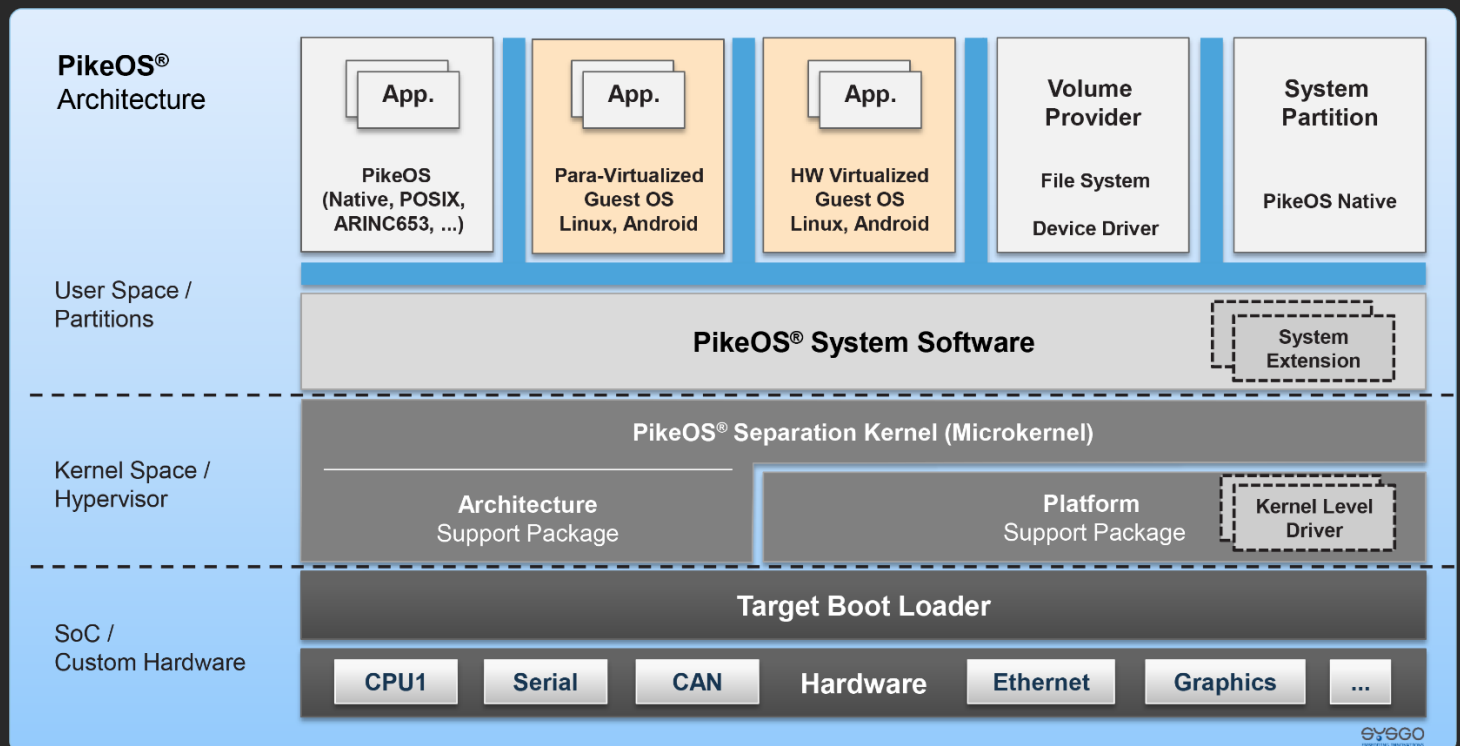 PikeOS®
Architecture
App.
PikeOS
(Native, POSIX,
ARINC653, ...)
App.
Para-Virtualized
Guest OS
Linux, Android
App.
HW Virtualized
Guest OS
Linux, Android
Volume
Provider
File System
Device Driver
System
Partition
PikeOS Native
User Space /
Partitions
PikeOS® System Software
System
Extension
PikeOS® Separation Kernel (Microkernel)
Kernel Space /
Hypervisor
Architecture
Support Package
Platform
Support Package
Kernel Level
Driver
Target Boot Loader
SoC /
Custom Hardware
CPU1
Serial
CAN
Hardware
Ethernet
Graphics
...
SYSGO